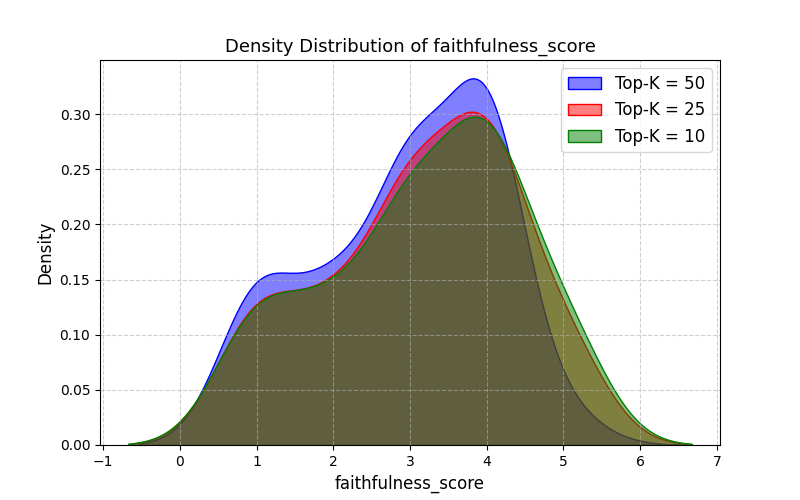 Density Distribution of faithfulness_score
Top-K = 50
Top-K = 25
Top-K = 10
Density
0.30
0.25
0.20
0.15
0.10
0.05
0.00
−1 0 1 2 3 4 5 6 7
faithfulness_score